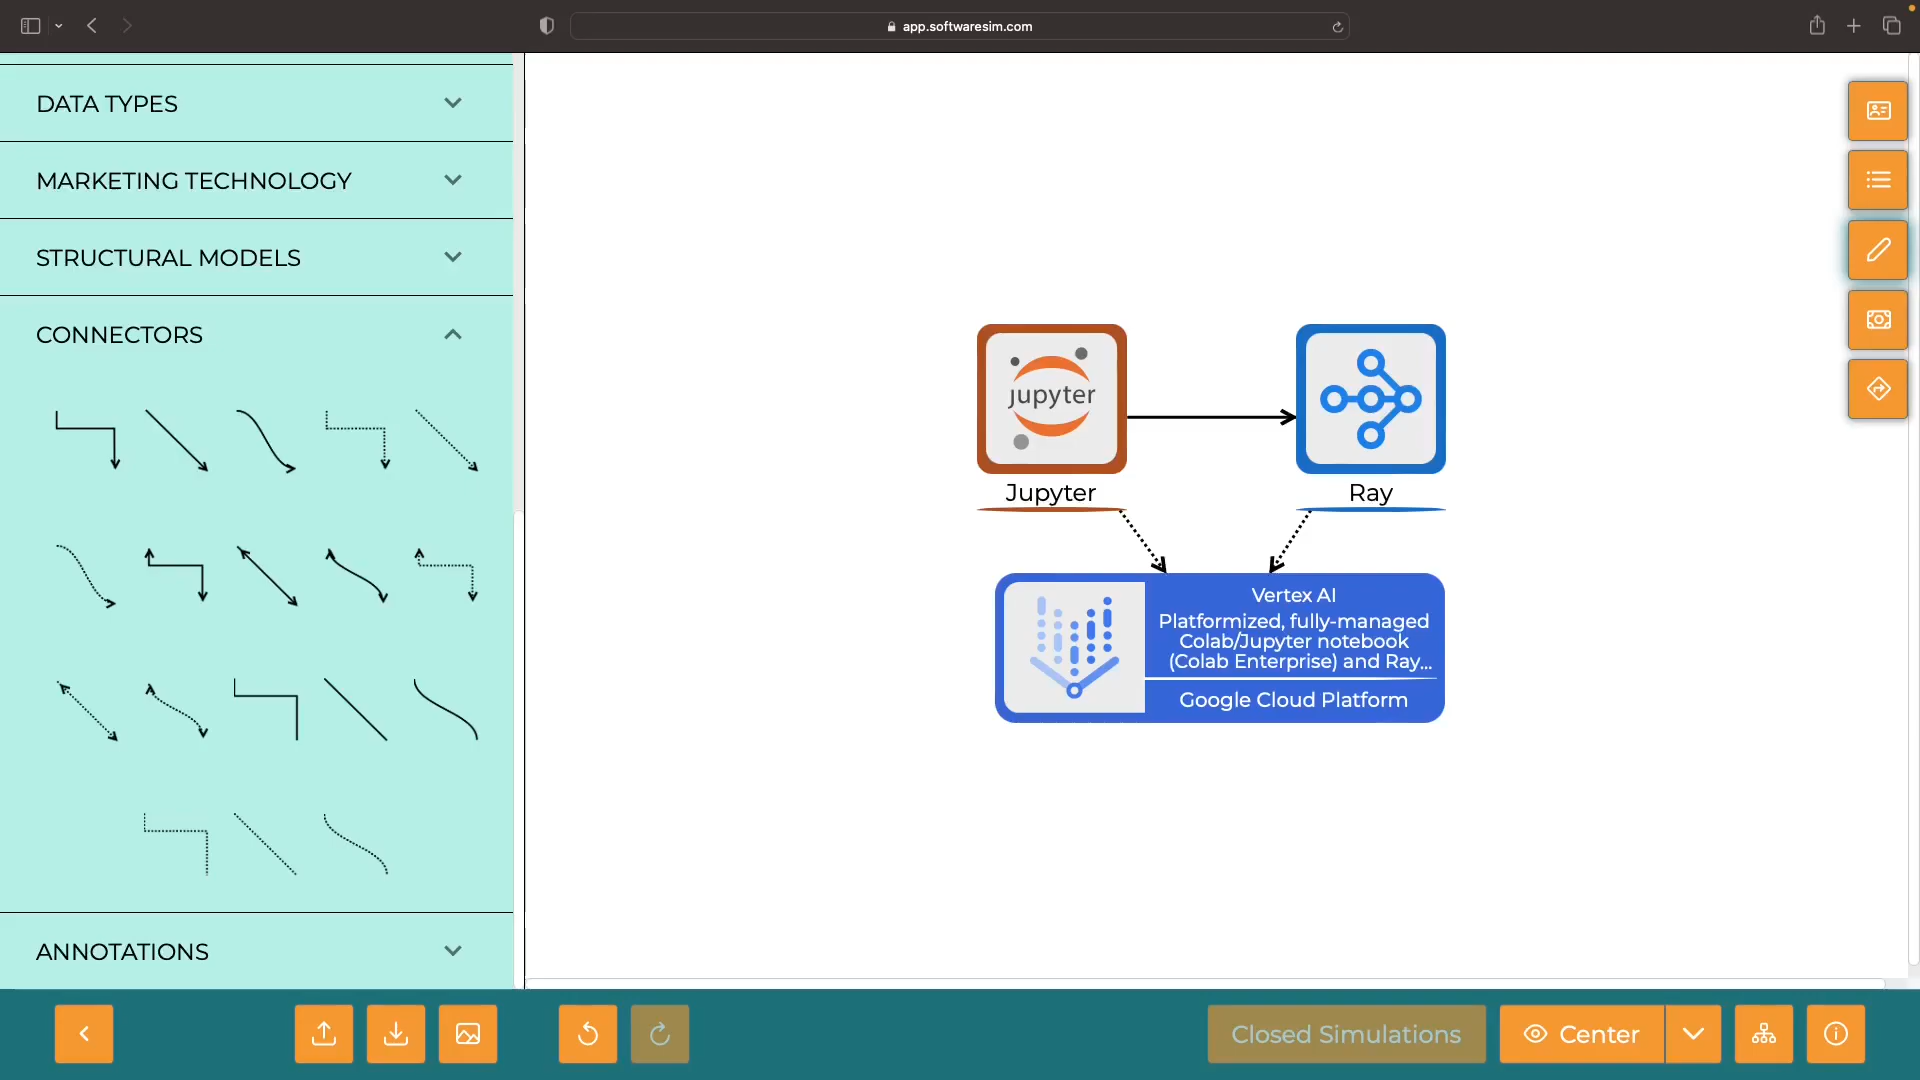 app.softwaresim.com
DATA TYPES
MARKETING TECHNOLOGY
STRUCTURAL MODELS
CONNECTORS
ANNOTATIONS
jupyter
Jupyter
Ray
Vertex AI
Platformized, fully-managed
Colab/Jupyter notebook
(Colab Enterprise) and Ray...
Google Cloud Platform
Closed Simulations
Center